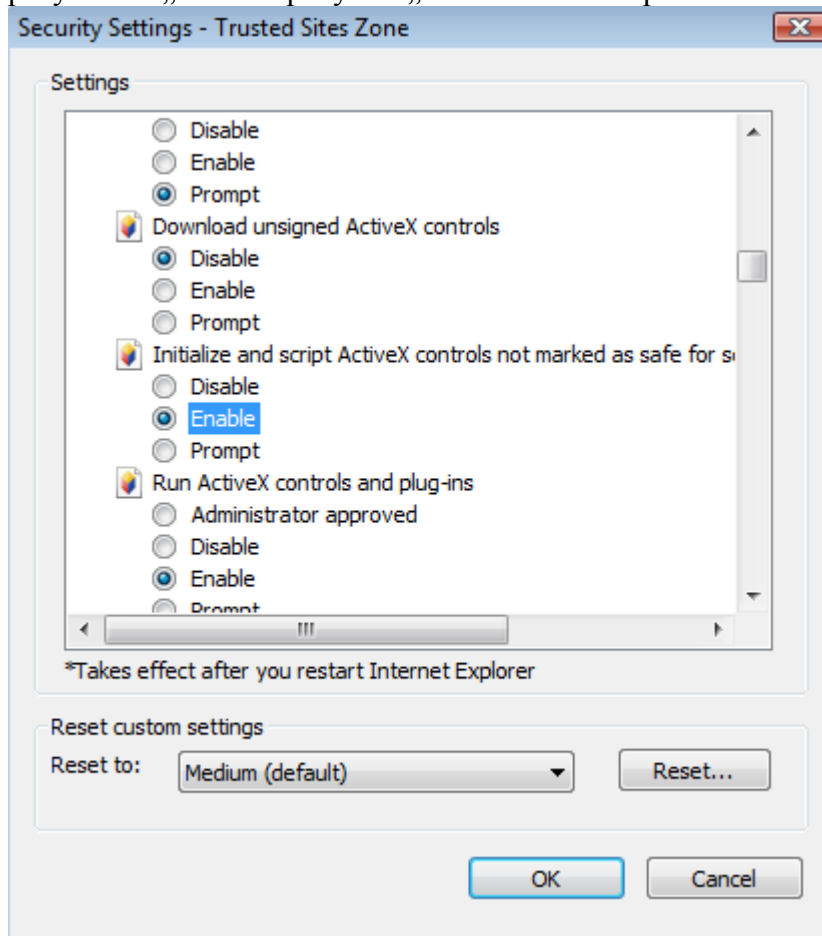 Security Settings - Trusted Sites Zone
Settings
Disable
Enable
Prompt
Download unsigned ActiveX controls
Disable
Enable
Prompt
Initialize and script ActiveX controls not marked as safe for s
Disable
Enable
Prompt
Run ActiveX controls and plug-ins
Administrator approved
Disable
Enable
Prompt
*Takes effect after you restart Internet Explorer
Reset custom settings
Reset to: Medium (default) Reset...
OK Cancel